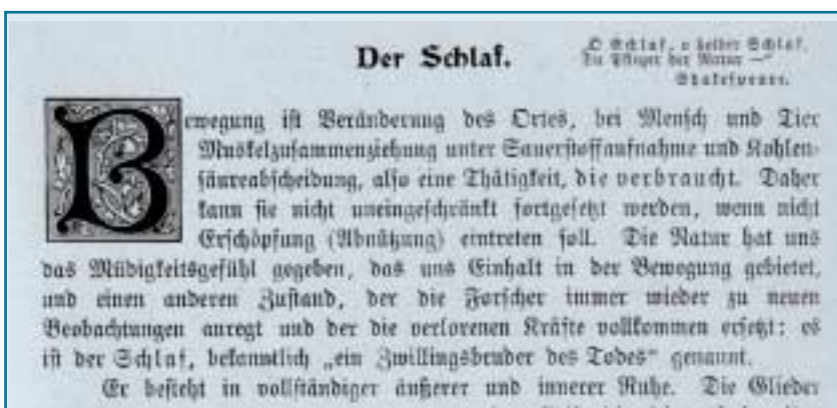 Der Schlaf.
O Schlaf, o holder Schlaf,
Du Pfleger der Natur —“
Shakespeare.
Bewegung ist Veränderung des Ortes, bei Mensch und Tier
Muskelzusammenziehung unter Sauerstoffaufnahme und Kohlen-
säureabscheidung, also eine Thätigkeit, die verbraucht. Daher
kann sie nicht uneingeschränkt fortgesetzt werden, wenn nicht
Erschöpfung (Abnützung) eintreten soll. Die Natur hat uns
das Müdigkeitsgefühl gegeben, das uns Einhalt in der Bewegung gebietet,
und einen anderen Zustand, der die Forscher immer wieder zu neuen
Beobachtungen anregt und der die verlorenen Kräfte vollkommen ersetzt: es
ist der Schlaf, bekanntlich „ein Zwillingsbruder des Todes“ genannt.
Er besteht in vollständiger äußerer und innerer Ruhe. Die Glieder